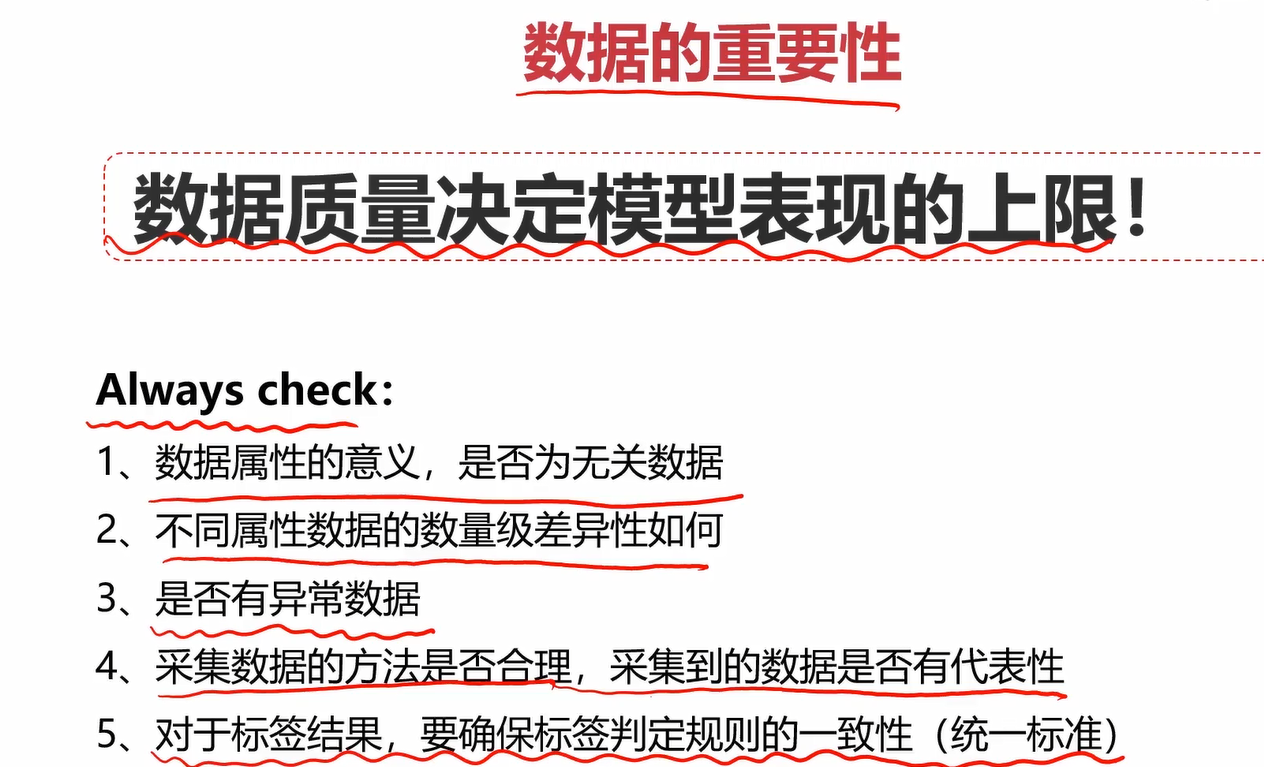 数据的重要性
数据质量决定模型表现的上限！
Always check：
1、数据属性的意义，是否为无关数据
2、不同属性数据的数量级差异性如何
3、是否有异常数据
4、采集数据的方法是否合理，采集到的数据是否有代表性
5、对于标签结果，要确保标签判定规则的一致性（统一标准）